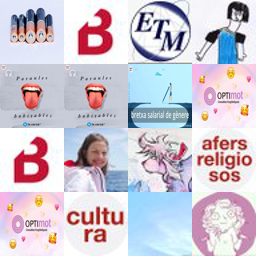 B
ETM
Paraules
habitables
Paraules
habitables
bretxa salarial de gènere
OPTIMOT
B
afers
religio
sos
OPTIMOT
cultu
ra